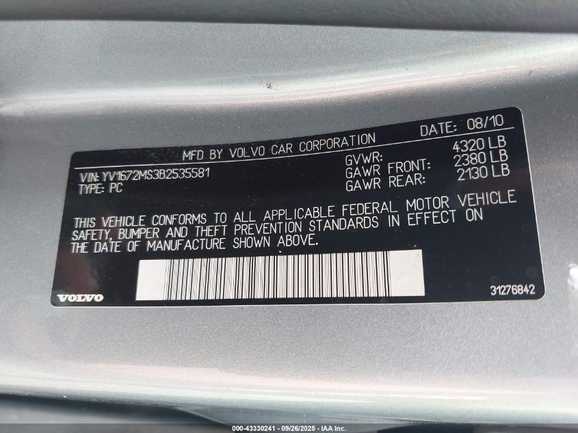 MFD BY VOLVO CAR CORPORATION DATE: 08/10
VIN: YV1672MS3B2535581 GVWR: 4320 LB
TYPE: PC GAWR FRONT: 2380 LB
GAWR REAR: 2130 LB
THIS VEHICLE CONFORMS TO ALL APPLICABLE FEDERAL MOTOR VEHICLE
SAFETY, BUMPER AND THEFT PREVENTION STANDARDS IN EFFECT ON
THE DATE OF MANUFACTURE SHOWN ABOVE.
VOLVO 31276842
000-43330241 - 09/26/2025 - IAA Inc.